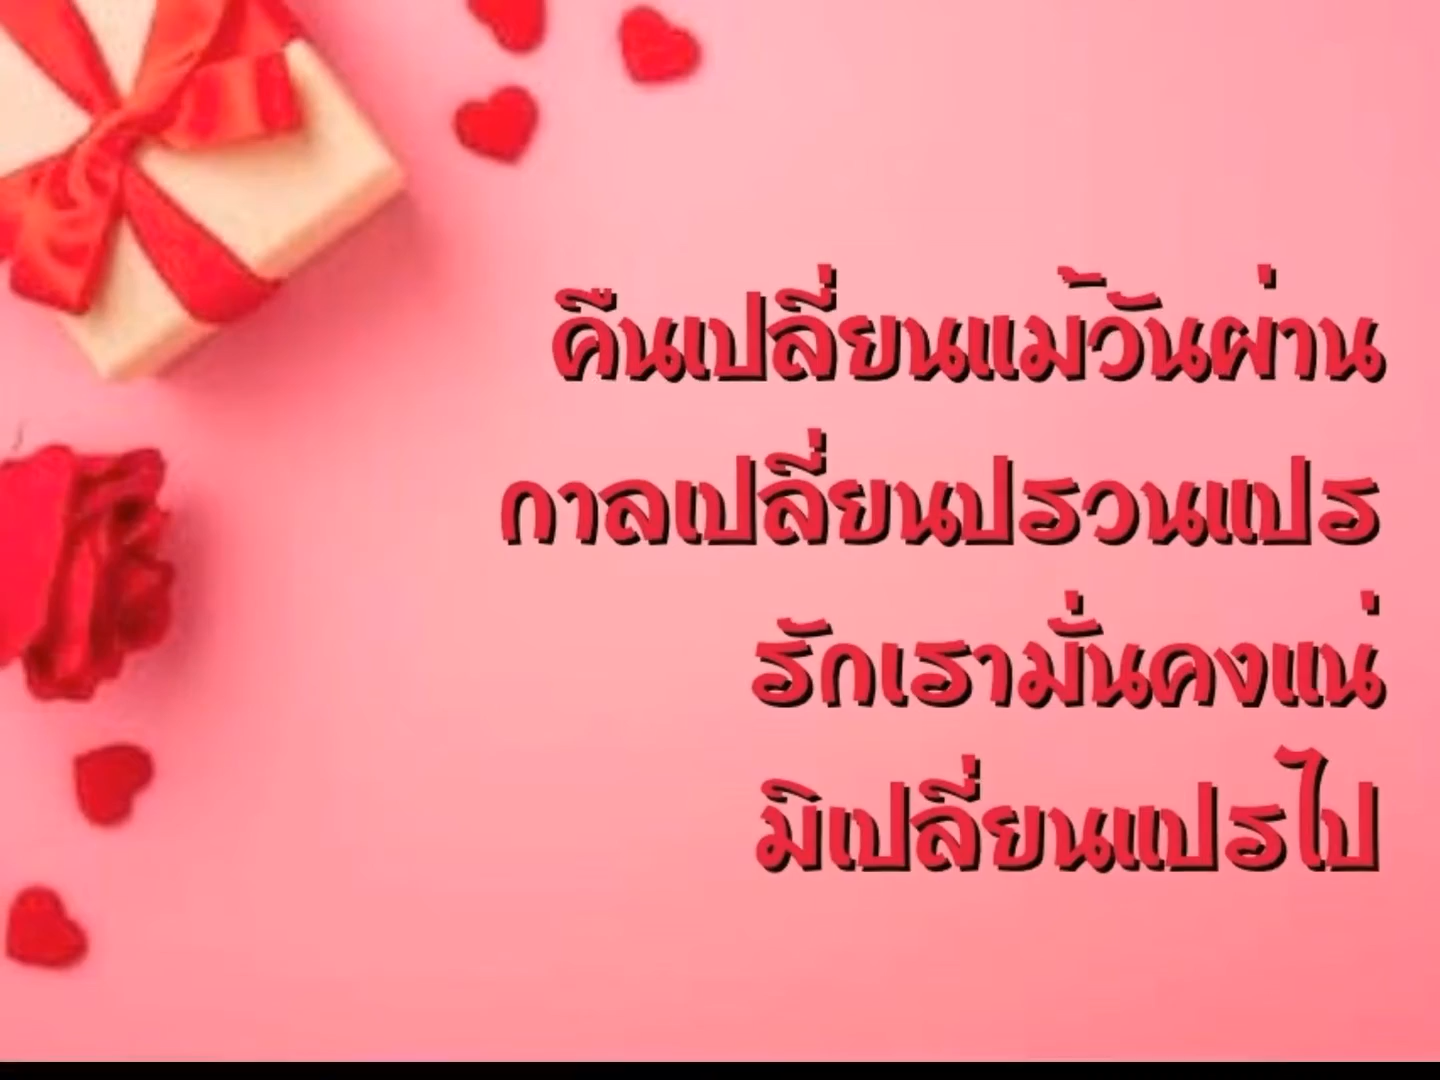 คืนเปลี่ยนแม้วันผ่าน
กาลเปลี่ยนปรวนแปร
รักเรามั่นคงแน่
มิเปลี่ยนแปรไป